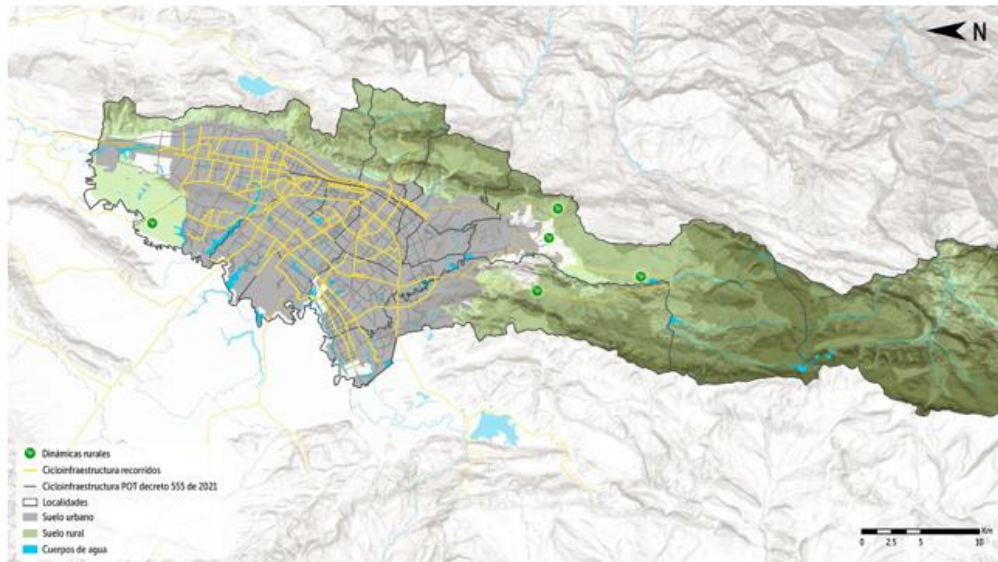 N
Dinámicas rurales
Cicloinfraestructura recorridos
Cicloinfraestructura POT decreto 555 de 2021
Localidades
Suelo urbano
Suelo rural
Cuerpos de agua
Km
0 2.5 5 10